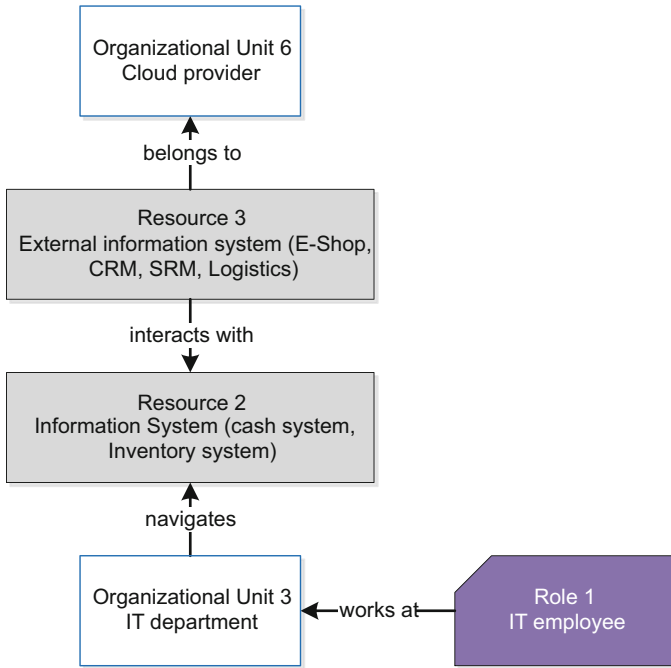 Organizational Unit 6
Cloud provider
belongs to
Resource 3
External information system (E-Shop,
CRM, SRM, Logistics)
interacts with
Resource 2
Information System (cash system,
Inventory system)
navigates
Organizational Unit 3
IT department
works at
Role 1
IT employee